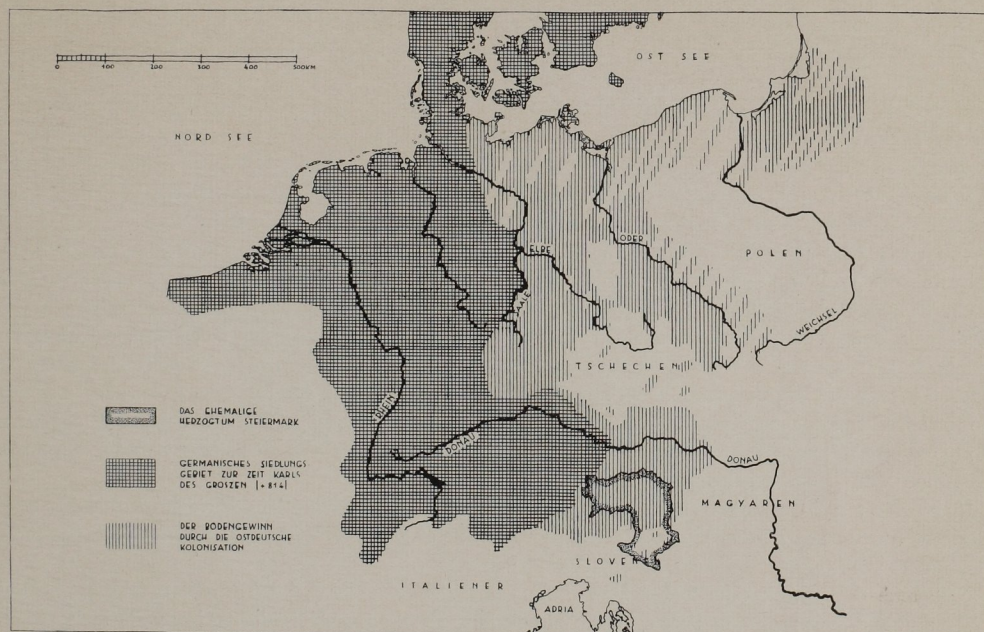 0 100 200 300 400 500KM
OST SEE
NORD SEE
ELBE
ODER
POLEN
SAALE
WEICHSEL
TSCHECHEN
RHEIN
DAS EHEMALIGE
HERZOGTUM STEIERMARK
DONAU
DONAU
GERMANISCHES SIEDLUNGS
GEBIET ZUR ZEIT KARLS
DES GROSZEN (+814)
MAGYAREN
DER BODENGEWINN
DURCH DIE OSTDEUTSCHE
KOLONISATION
SLOVENEN
ITALIENER
ADRIA